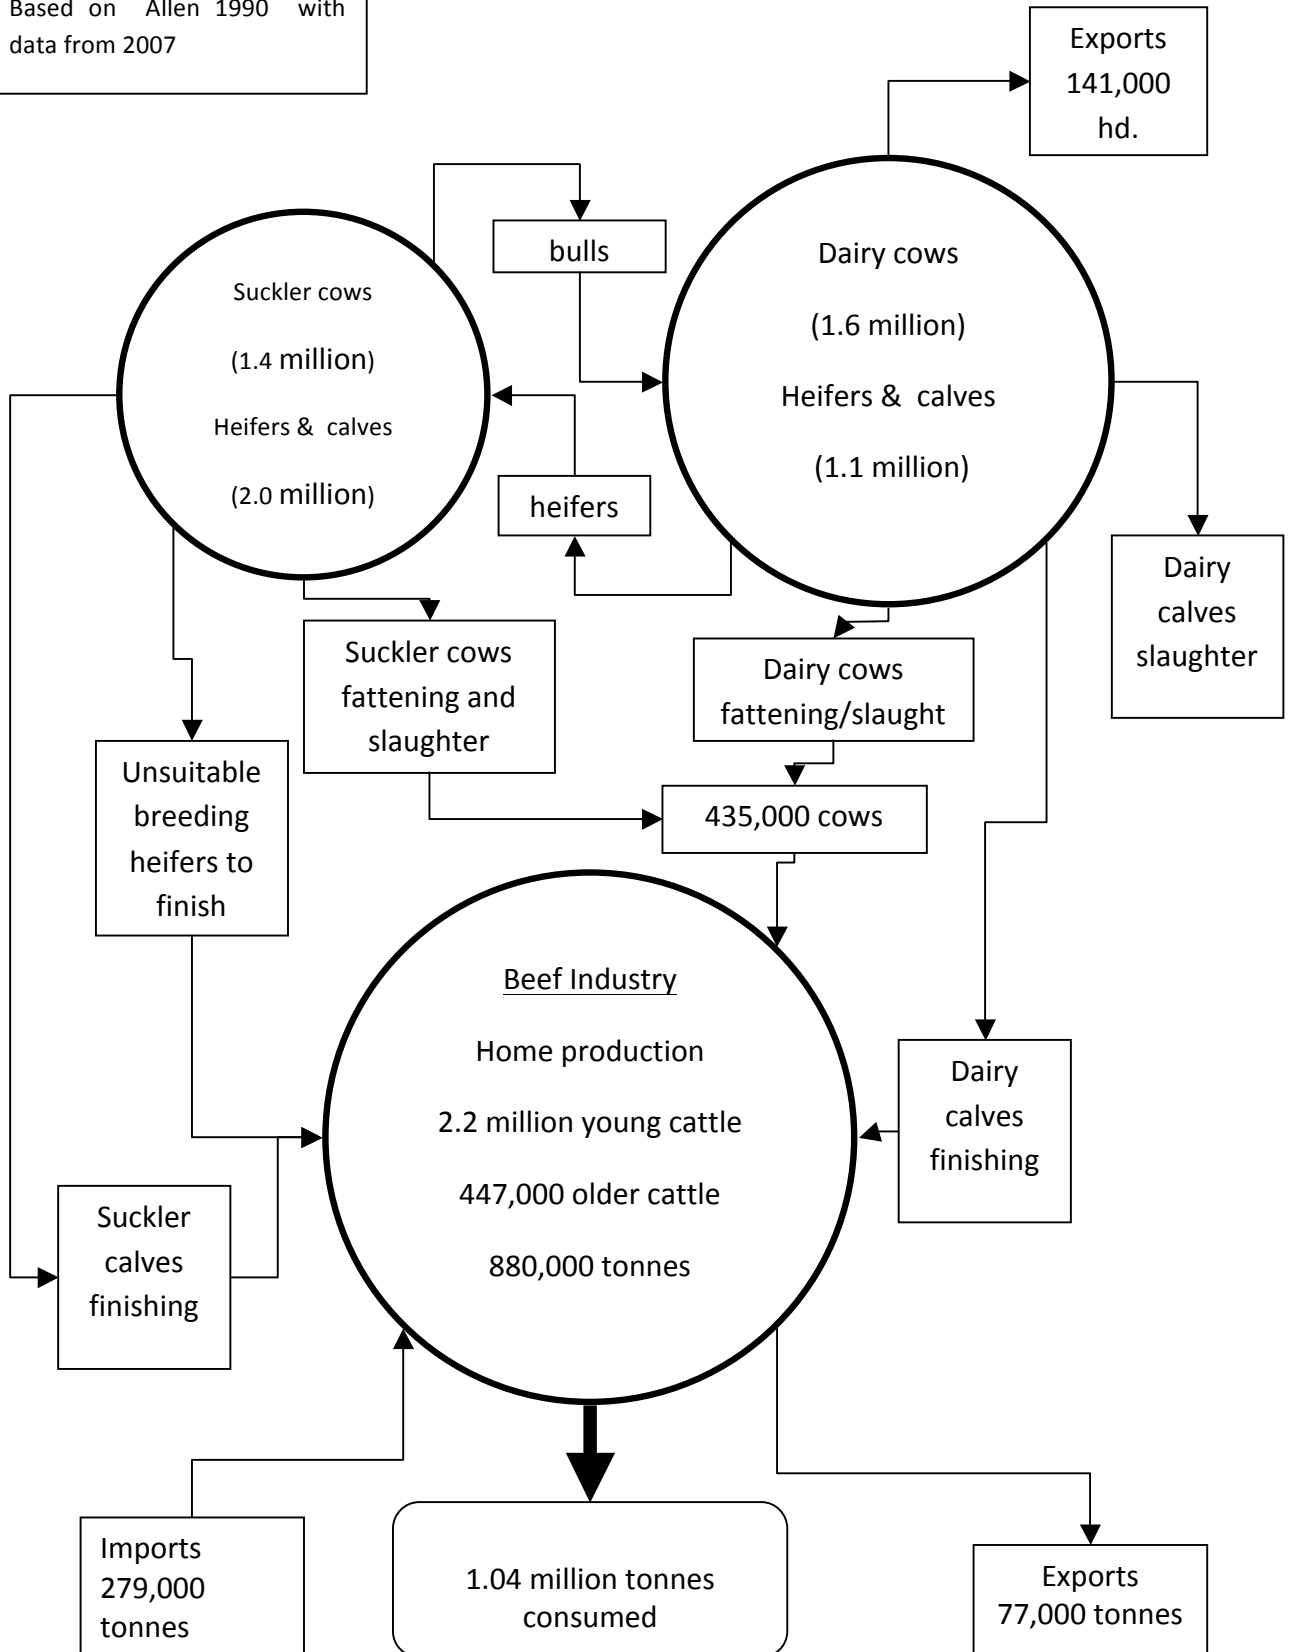 Based on Allen 1990 with
data from 2007
Exports
141,000
hd.
bulls
Suckler cows
(1.4 million)
Heifers & calves
(2.0 million)
Dairy cows
(1.6 million)
Heifers & calves
(1.1 million)
heifers
Dairy
calves
slaughter
Suckler cows
fattening and
slaughter
Dairy cows
fattening/slaught
Unsuitable
breeding
heifers to
finish
435,000 cows
Beef Industry
Home production
2.2 million young cattle
447,000 older cattle
880,000 tonnes
Dairy
calves
finishing
Suckler
calves
finishing
Imports
279,000
tonnes
1.04 million tonnes
consumed
Exports
77,000 tonnes